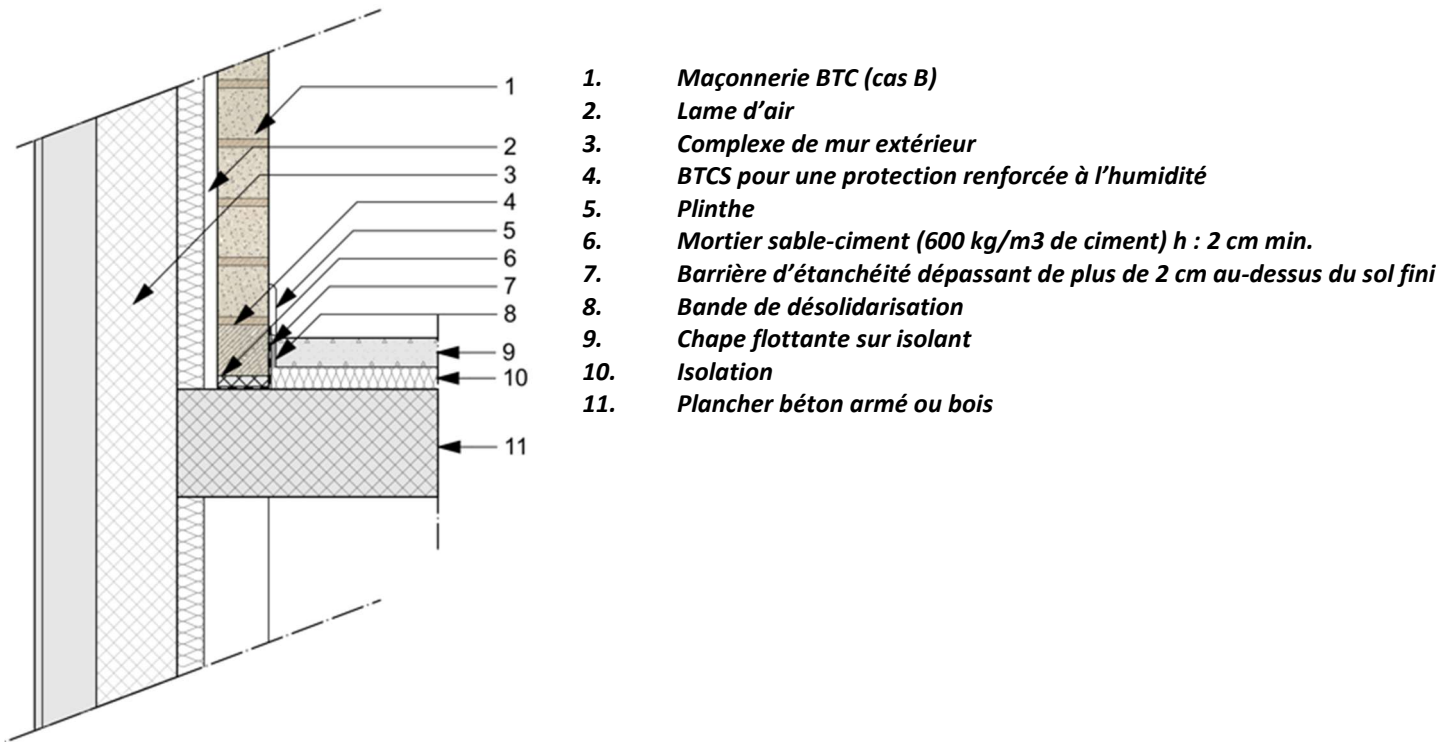 1
2
3
4
5
6
7
8
9
10
11
1. Maçonnerie BTC (cas B)
2. Lame d’air
3. Complexe de mur extérieur
4. BTCS pour une protection renforcée à l’humidité
5. Plinthe
6. Mortier sable-ciment (600 kg/m3 de ciment) h : 2 cm min.
7. Barrière d’étanchéité dépassant de plus de 2 cm au-dessus du sol fini
8. Bande de désolidarisation
9. Chape flottante sur isolant
10. Isolation
11. Plancher béton armé ou bois